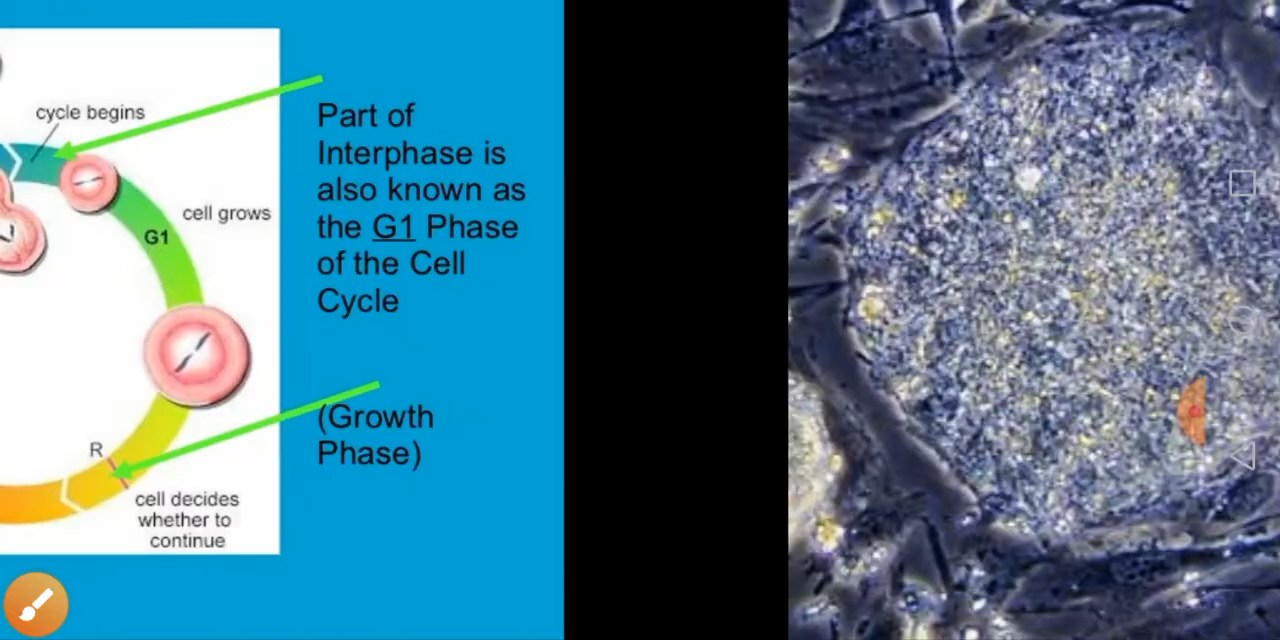 cycle begins
cell grows
G1
R
cell decides
whether to
continue
Part of
Interphase is
also known as
the G1 Phase
of the Cell
Cycle
(Growth
Phase)